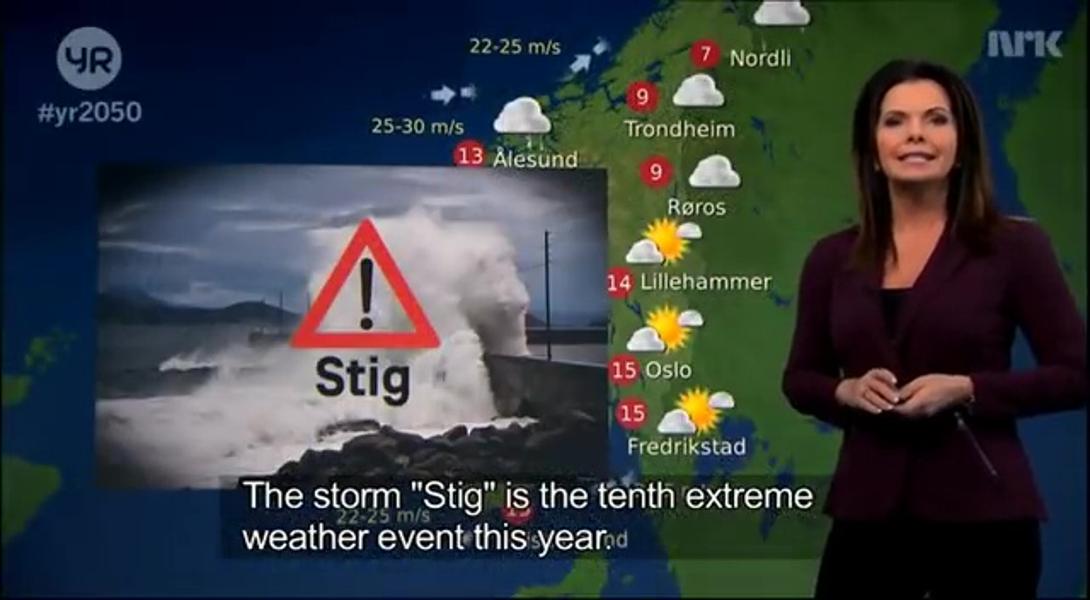 YR
#yr2050
nrk
22-25 m/s
7 Nordli
25-30 m/s
9
Trondheim
13 Ålesund
9
Røros
14 Lillehammer
!
Stig
15 Oslo
15
Fredrikstad
The storm "Stig" is the tenth extreme
22-25 m/s
weather event this year.